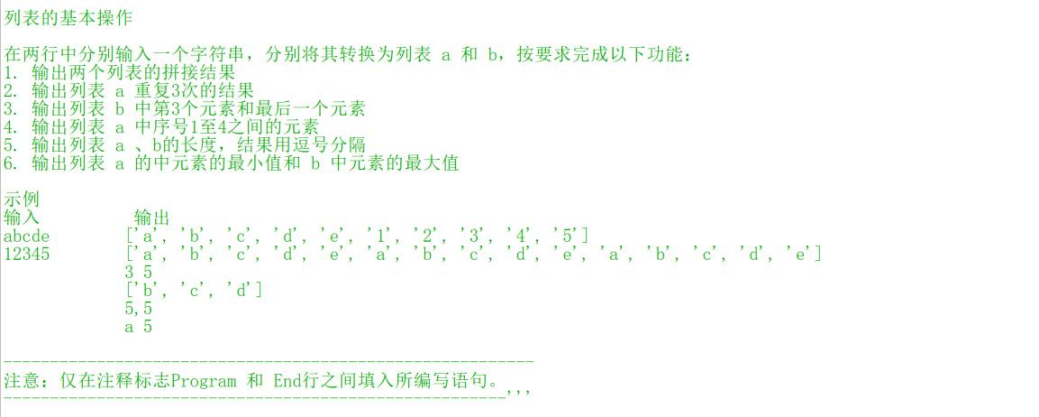 列表的基本操作
在两行中分别输入一个字符串，分别将其转换为列表 a 和 b，按要求完成以下功能：
1. 输出两个列表的拼接结果
2. 输出列表 a 重复3次的结果
3. 输出列表 b 中第3个元素和最后一个元素
4. 输出列表 a 中序号1至4之间的元素
5. 输出列表 a 、b的长度，结果用逗号分隔
6. 输出列表 a 的中元素的最小值和 b 中元素的最大值
示例
输入 输出
abcde ['a', 'b', 'c', 'd', 'e', '1', '2', '3', '4', '5']
12345 ['a', 'b', 'c', 'd', 'e', 'a', 'b', 'c', 'd', 'e', 'a', 'b', 'c', 'd', 'e']
3 5
['b', 'c', 'd']
5,5
a 5
----------------------------------------------------------
注意：仅在注释标志Program 和 End行之间填入所编写语句。
-------------------------------------------------------'''